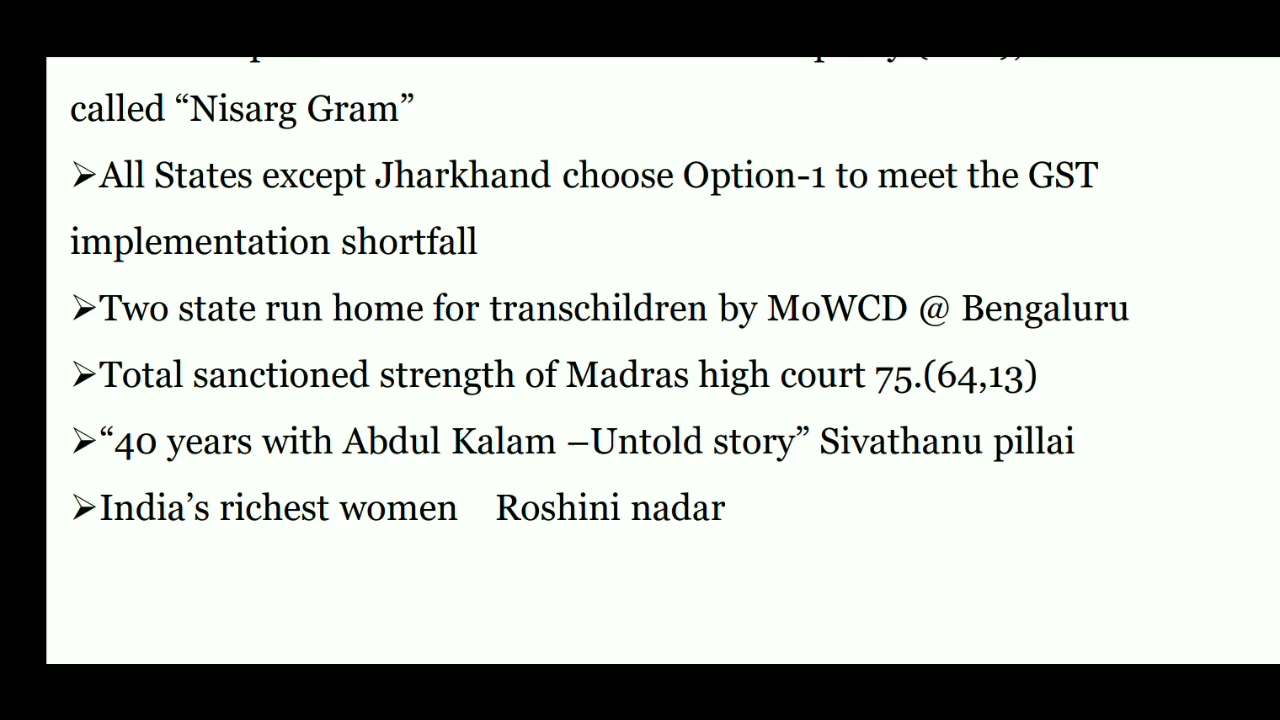 called “Nisarg Gram”
➢All States except Jharkhand choose Option-1 to meet the GST
implementation shortfall
➢Two state run home for transchildren by MoWCD @ Bengaluru
➢Total sanctioned strength of Madras high court 75.(64,13)
➢“40 years with Abdul Kalam –Untold story” Sivathanu pillai
➢India’s richest women    Roshini nadar